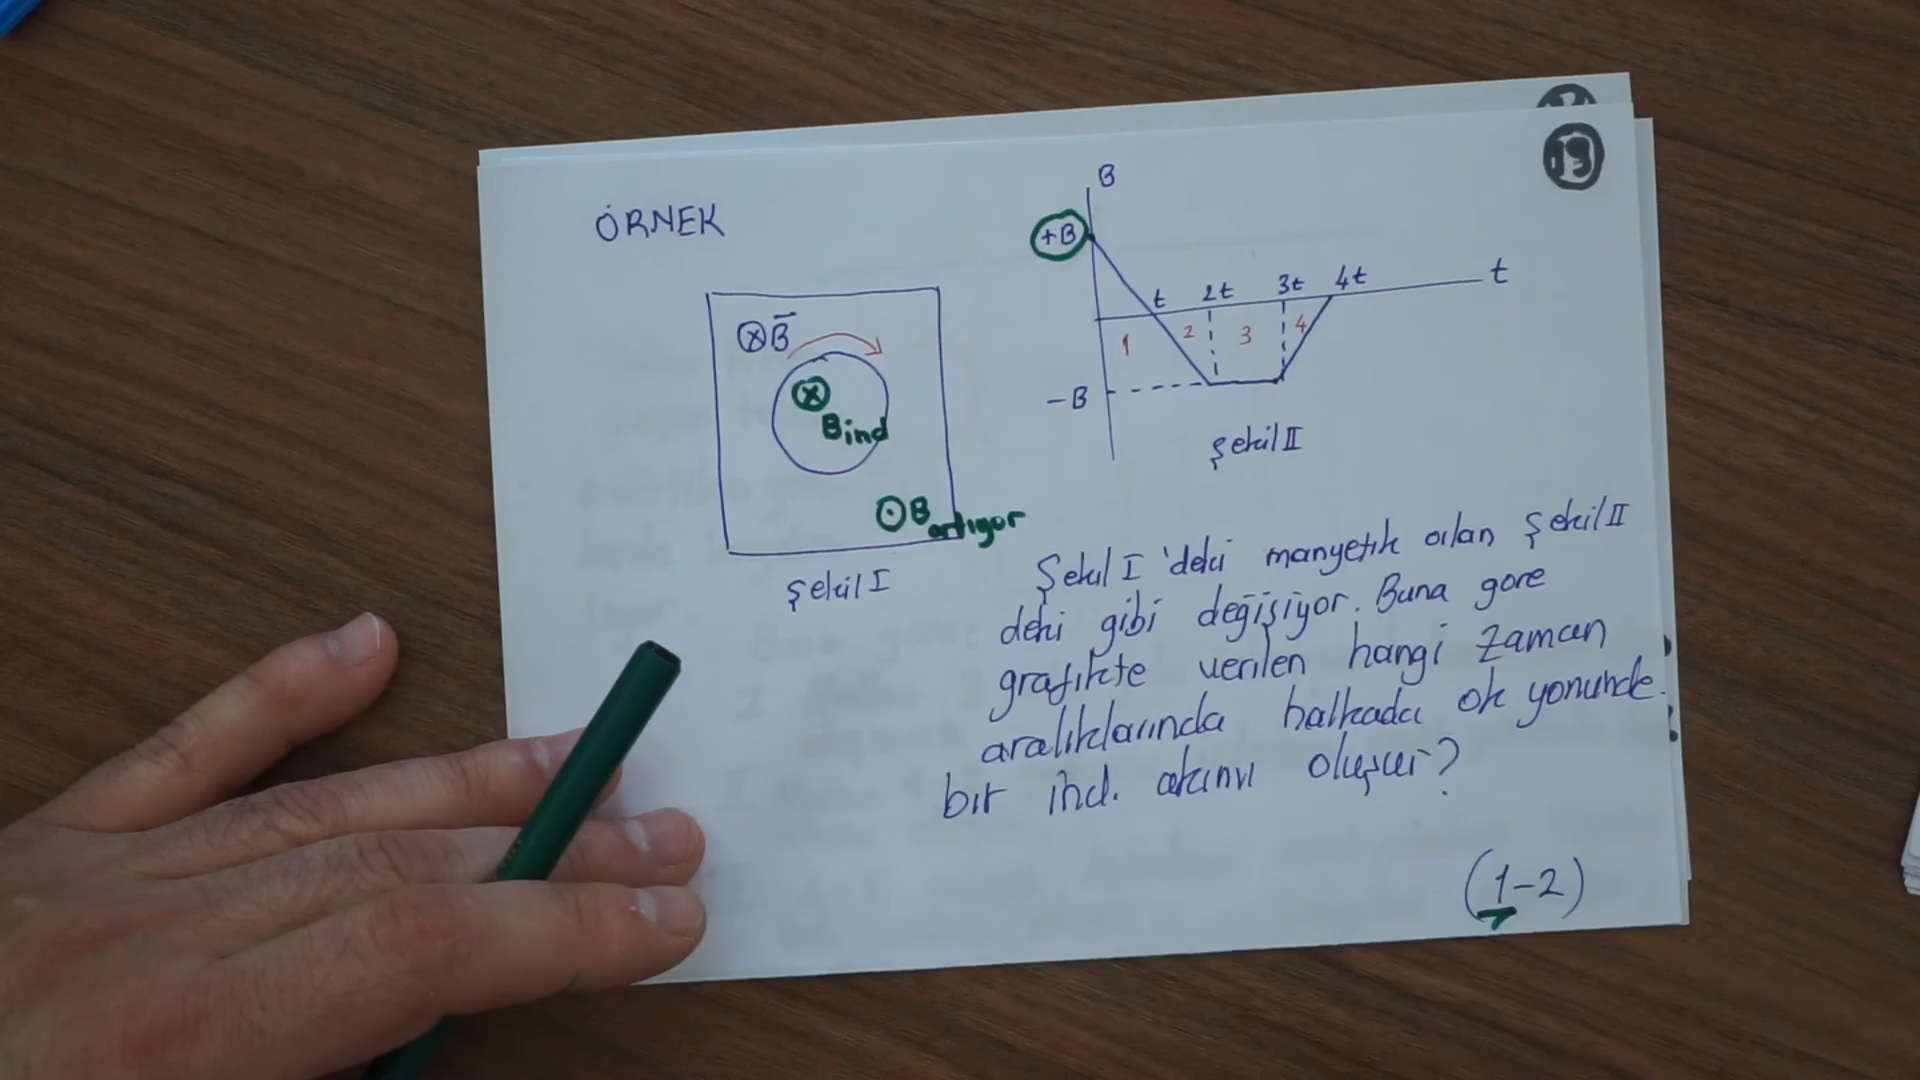 ÖRNEK
⊗B
⊗
Bind
⊙B
artıyor
Şekil I
B
+B
t 2t 3t 4t t
1 2 3 4
-B
Şekil II
19
Şekil I 'deki manyetik alan Şekil II
deki gibi değişiyor. Buna göre
grafikte verilen hangi zaman
aralıklarında halkada ok yönünde
bir ind. akımı oluşur?
(1-2)